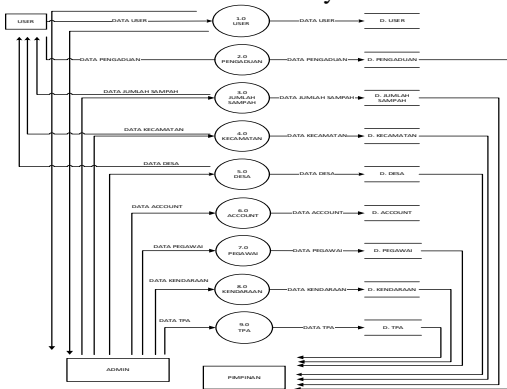 1.0
USER
USER
DATA USER
DATA USER
D. USER
2.0
PENGADUAN
DATA PENGADUAN
DATA PENGADUAN
D. PENGADUAN
DATA JUMLAH SAMPAH
3.0
JUMLAH
SAMPAH
DATA JUMLAH SAMPAH
D. JUMLAH
SAMPAH
DATA KECAMATAN
4.0
KECAMATAN
DATA KECAMATAN
D. KECAMATAN
DATA DESA
5.0
DESA
DATA DESA
D. DESA
DATA ACCOUNT
6.0
ACCOUNT
DATA ACCOUNT
D. ACCOUNT
DATA PEGAWAI
7.0
PEGAWAI
DATA PEGAWAI
D. PEGAWAI
DATA KENDARAAN
8.0
KENDARAAN
DATA KENDARAAN
D. KENDARAAN
DATA TPA
9.0
TPA
DATA TPA
D. TPA
ADMIN
PIMPINAN